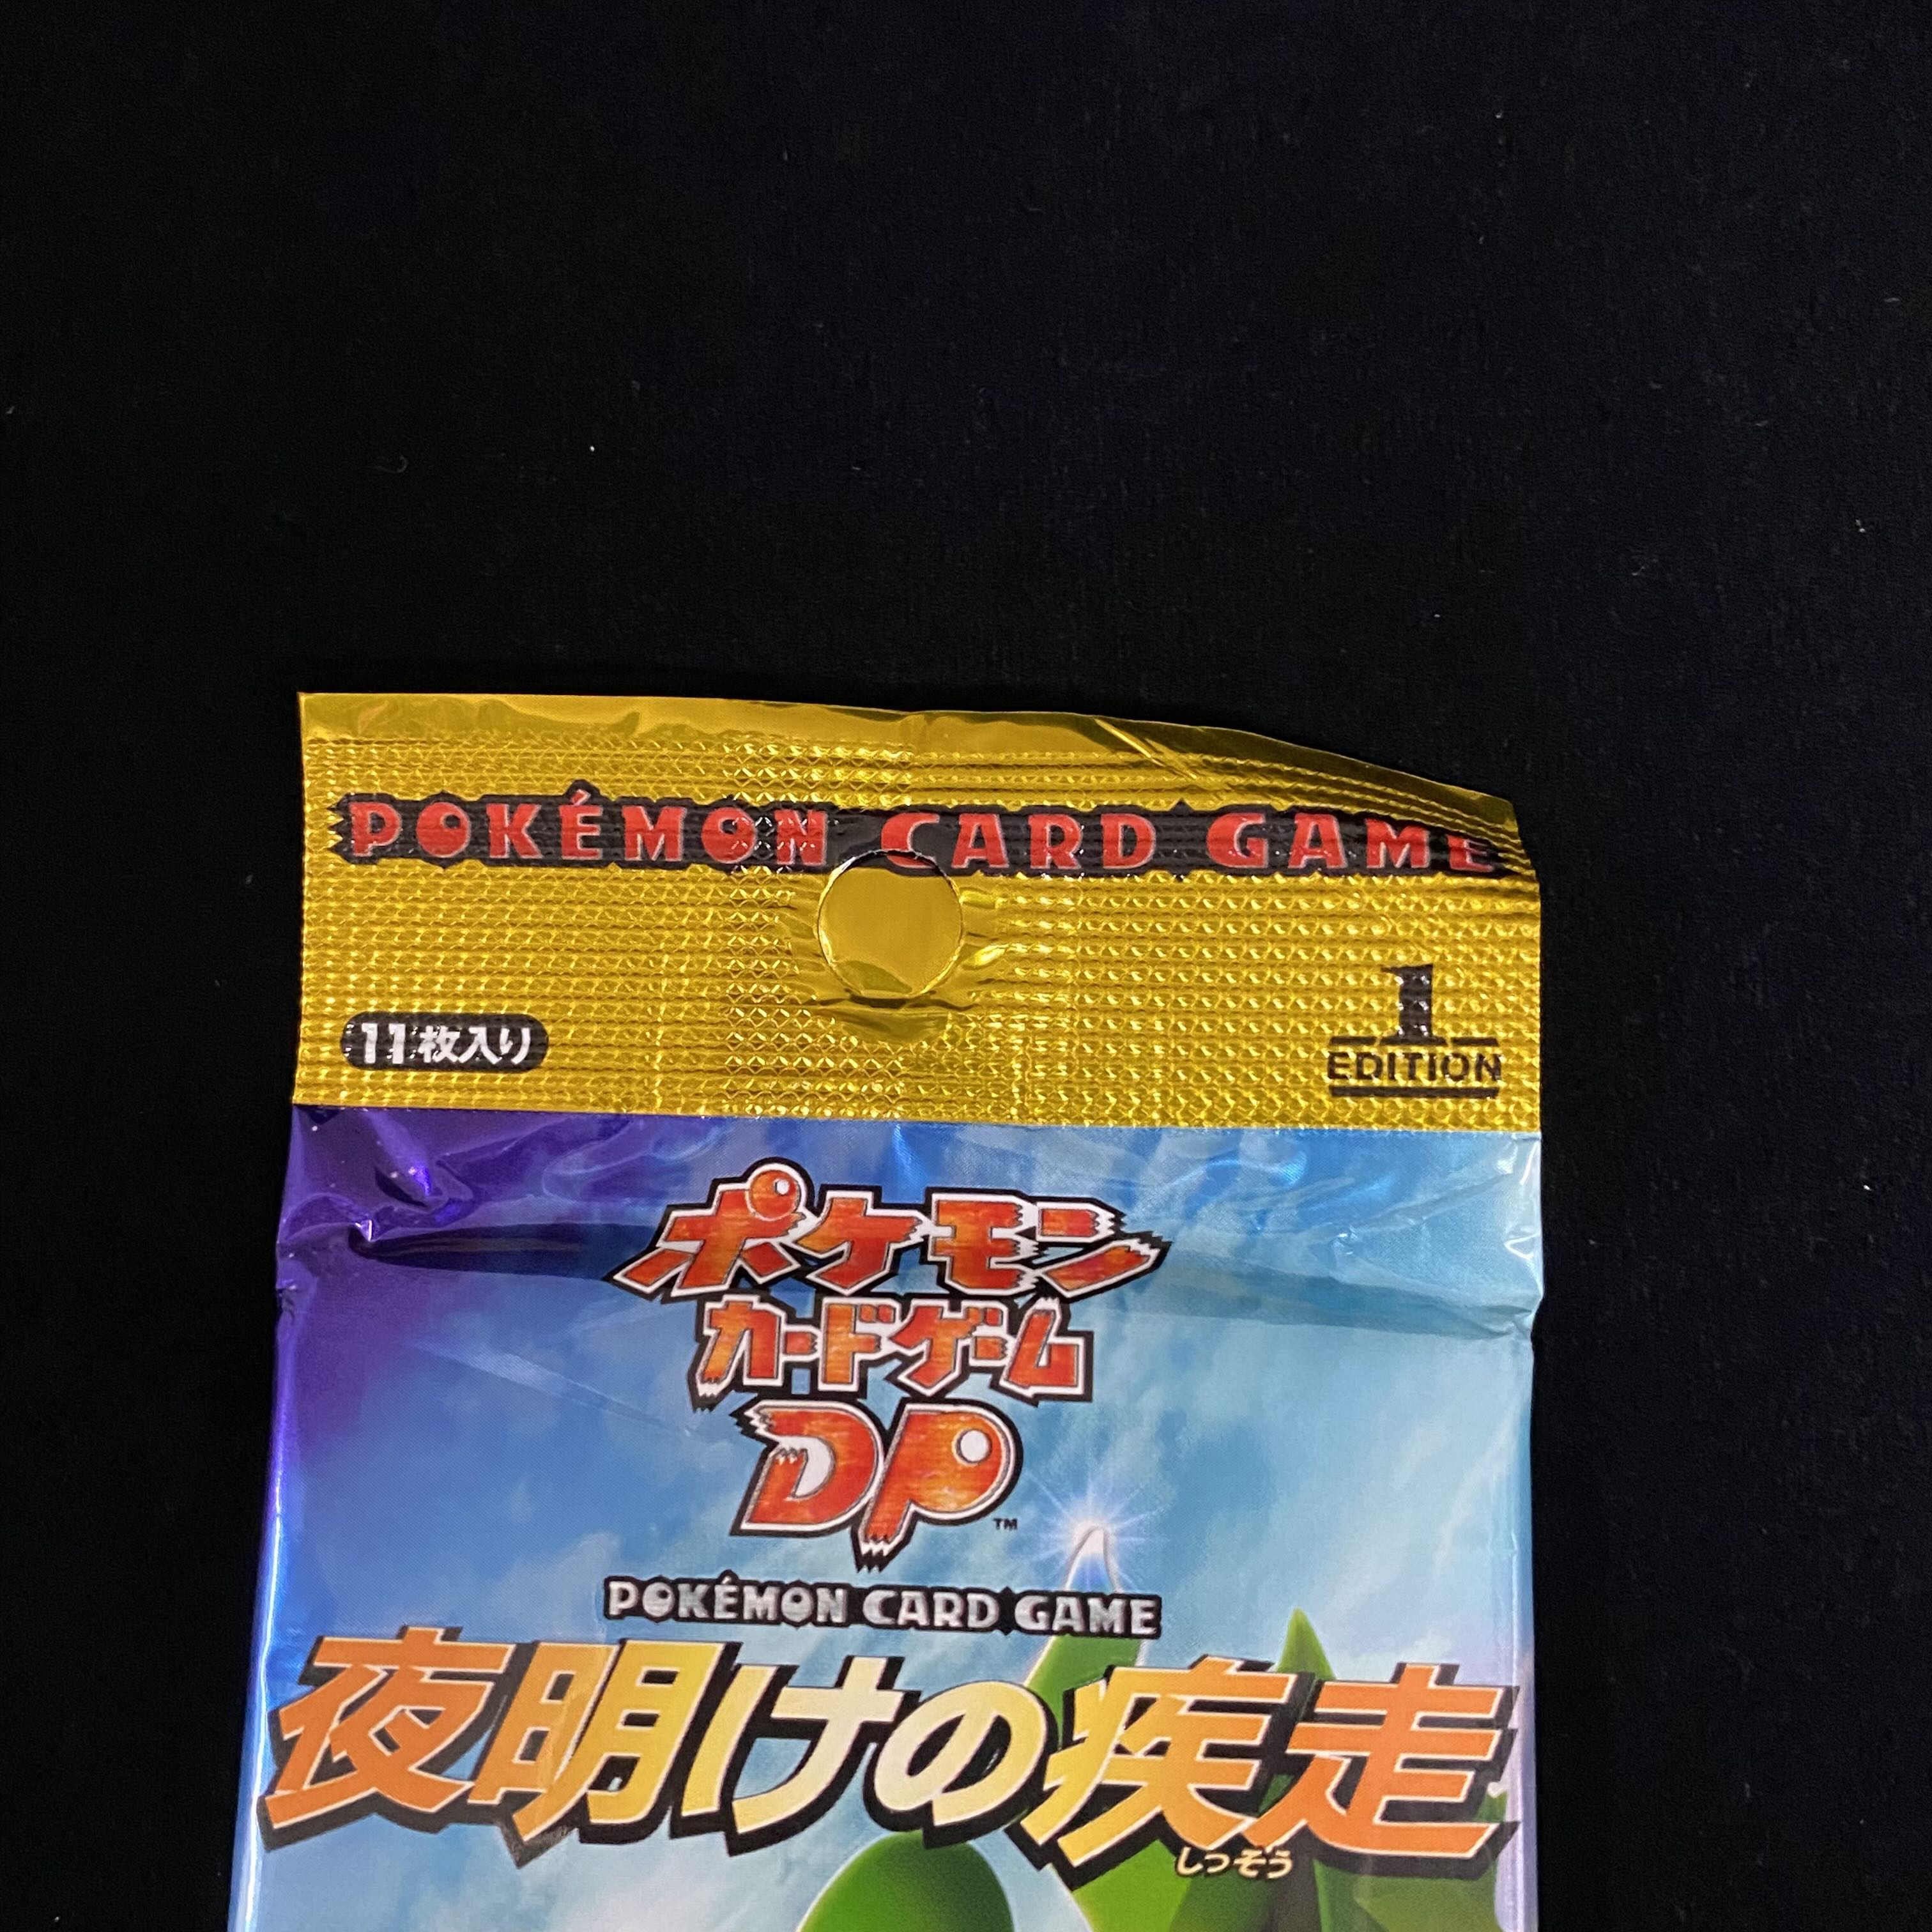 POKÉMON CARD GAME
11枚入り
1
EDITION
ポケモン
カードゲーム
DP™
POKÉMON CARD GAME
夜明けの疾走
しっそう